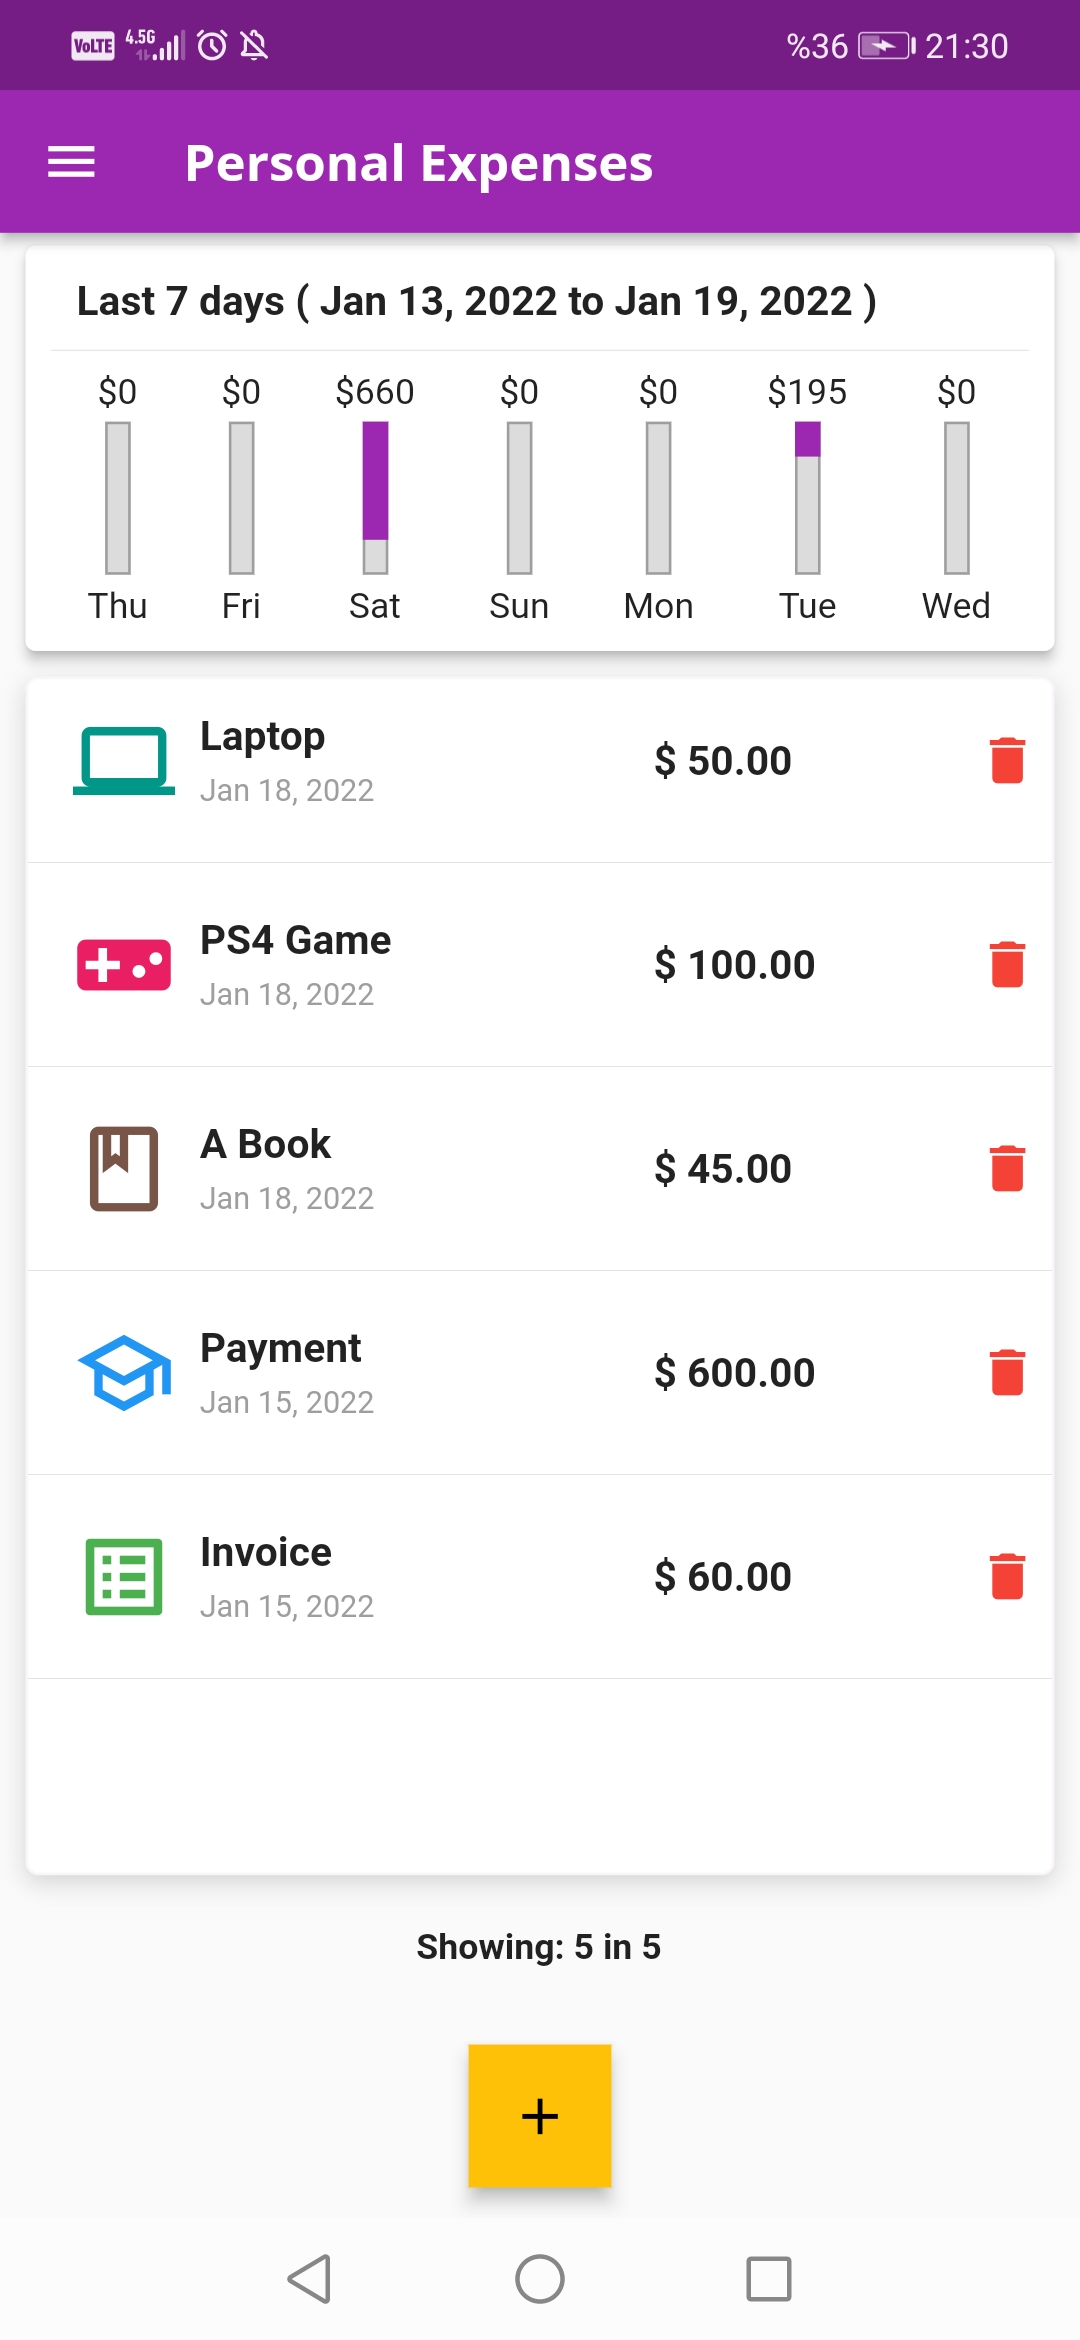 VoLTE 4.5G %36 21:30
Personal Expenses
Last 7 days ( Jan 13, 2022 to Jan 19, 2022 )
$0 $0 $660 $0 $0 $195 $0
Thu Fri Sat Sun Mon Tue Wed
Laptop
Jan 18, 2022
$ 50.00
PS4 Game
Jan 18, 2022
$ 100.00
A Book
Jan 18, 2022
$ 45.00
Payment
Jan 15, 2022
$ 600.00
Invoice
Jan 15, 2022
$ 60.00
Showing: 5 in 5
+